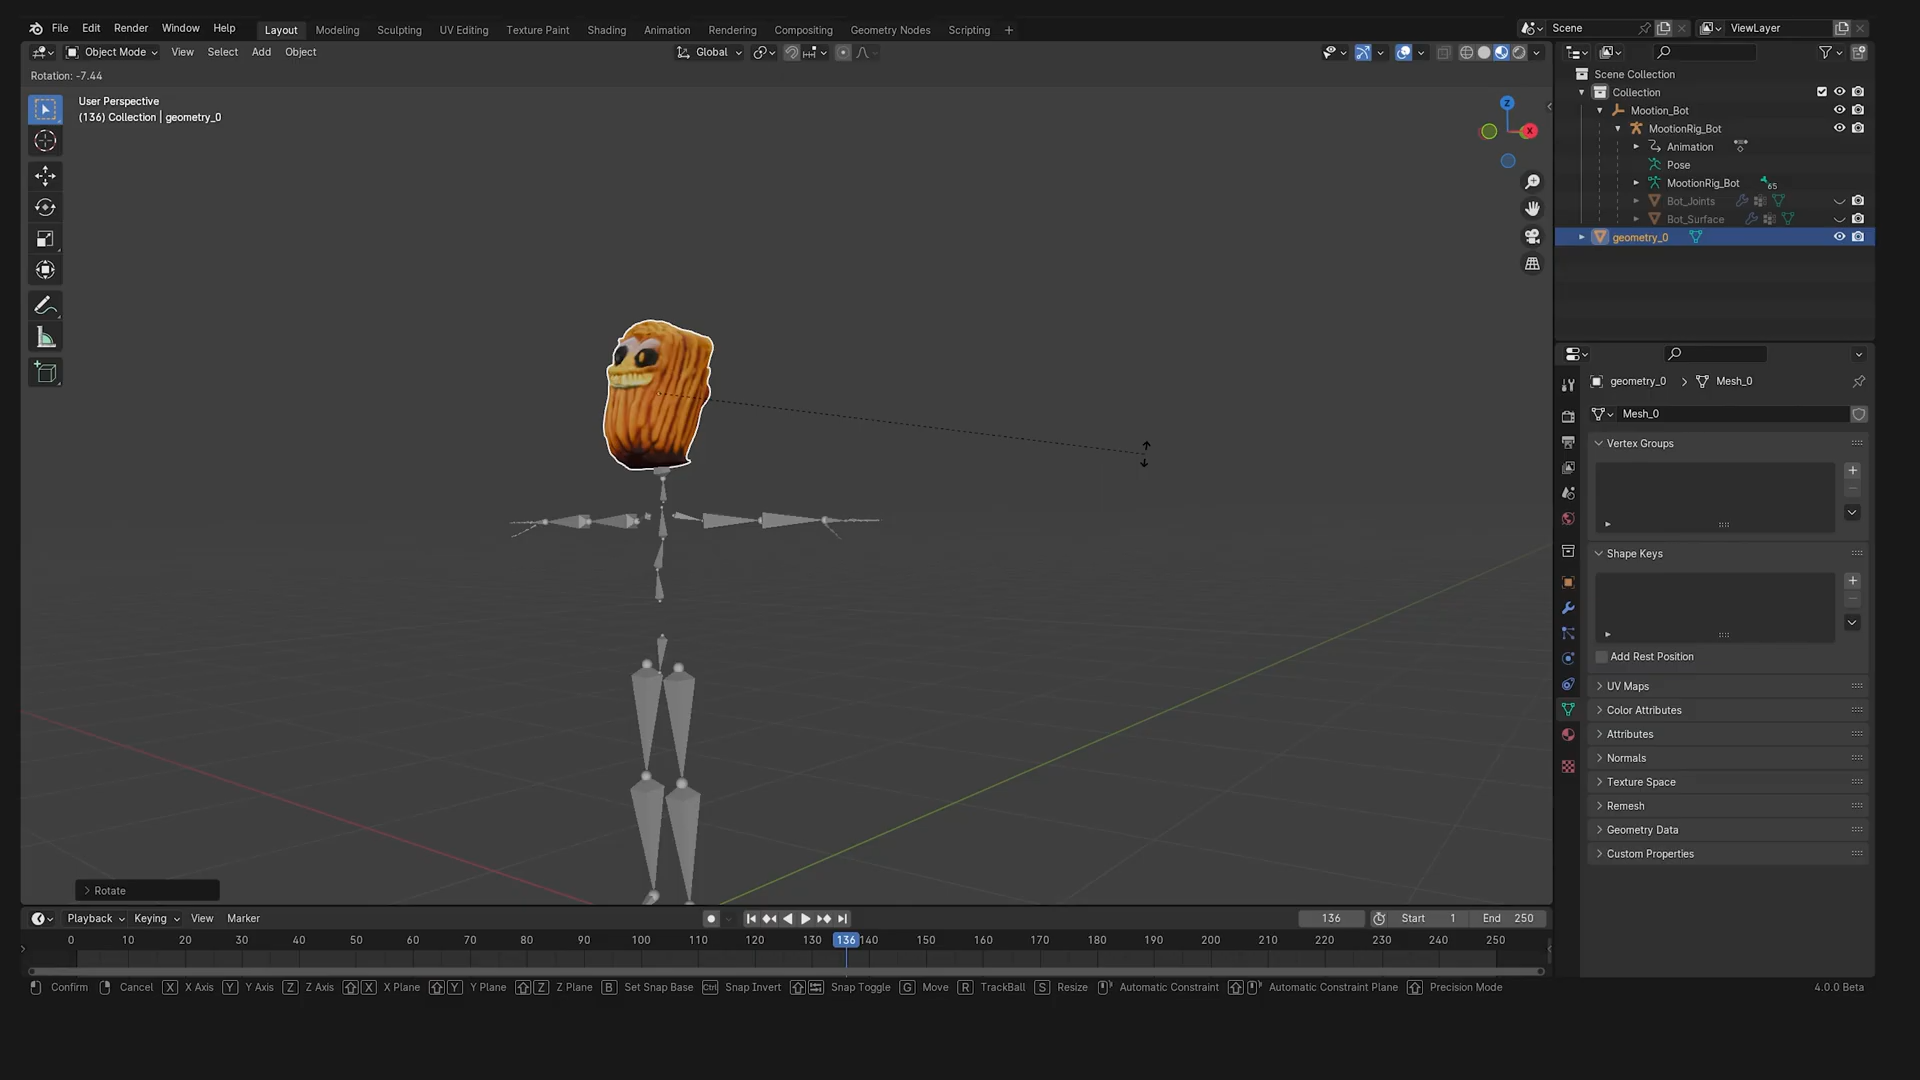 File Edit Render Window Help Layout Modeling Sculpting UV Editing Texture Paint Shading Animation Rendering Compositing Geometry Nodes Scripting + Scene ViewLayer
Object Mode View Select Add Object Global
Rotation: -7.44
User Perspective
(136) Collection | geometry_0
Z
X
Scene Collection
Collection
Mootion_Bot
MootionRig_Bot
Animation
Pose
MootionRig_Bot 65
Bot_Joints
Bot_Surface
geometry_0
geometry_0 > Mesh_0
Mesh_0
Vertex Groups
Shape Keys
Add Rest Position
UV Maps
Color Attributes
Attributes
Normals
Texture Space
Remesh
Geometry Data
Custom Properties
Rotate
Playback Keying View Marker 136 Start 1 End 250
0 10 20 30 40 50 60 70 80 90 100 110 120 130 136 140 150 160 170 180 190 200 210 220 230 240 250
Confirm Cancel X X Axis Y Y Axis Z Z Axis X X Plane Y Y Plane Z Z Plane B Set Snap Base Ctrl Snap Invert Snap Toggle G Move R TrackBall S Resize Automatic Constraint Automatic Constraint Plane Precision Mode 4.0.0 Beta